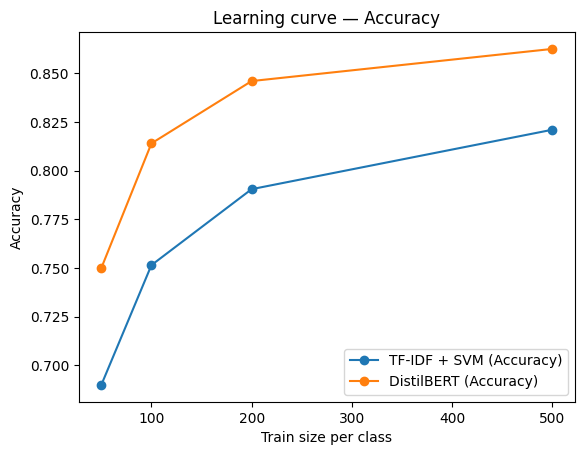 Learning curve — Accuracy
Accuracy
0.850
0.825
0.800
0.775
0.750
0.725
0.700
TF-IDF + SVM (Accuracy)
DistilBERT (Accuracy)
100
200
300
400
500
Train size per class